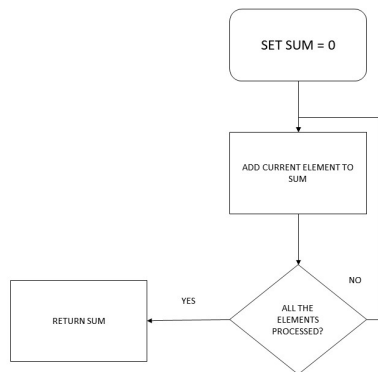 SET SUM = 0
ADD CURRENT ELEMENT TO
SUM
NO
YES
ALL THE
ELEMENTS
PROCESSED?
RETURN SUM